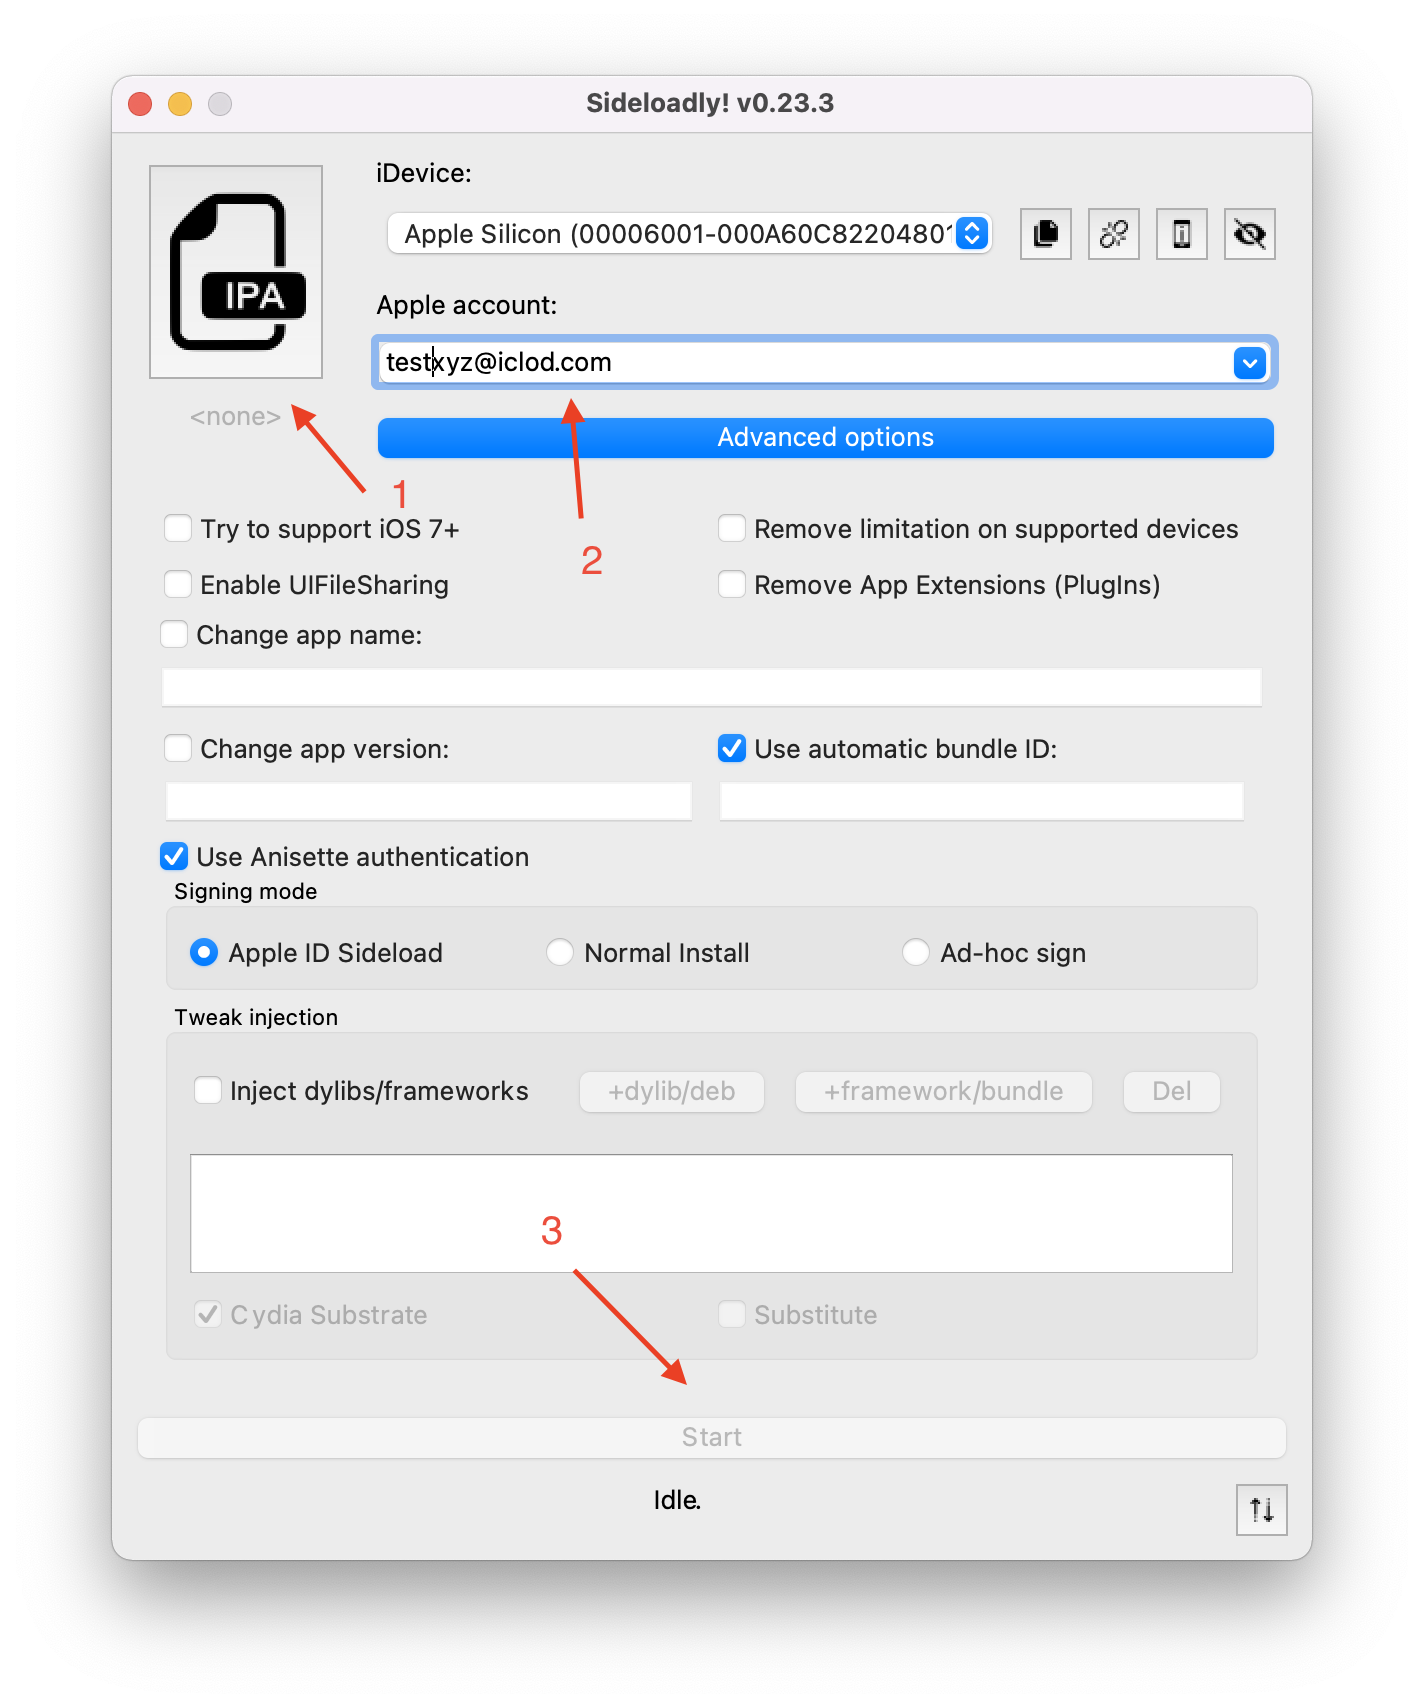 Sideloadly! v0.23.3
iDevice:
IPA
Apple Silicon (00006001-000A60C82204801
Apple account:
testxyz@iclod.com
<none>
Advanced options
1
Try to support iOS 7+
Remove limitation on supported devices
2
Enable UIFileSharing
Remove App Extensions (PlugIns)
Change app name:
Change app version:
Use automatic bundle ID:
Use Anisette authentication
Signing mode
Apple ID Sideload
Normal Install
Ad-hoc sign
Tweak injection
Inject dylibs/frameworks
+dylib/deb
+framework/bundle
Del
3
Cydia Substrate
Substitute
Start
Idle.